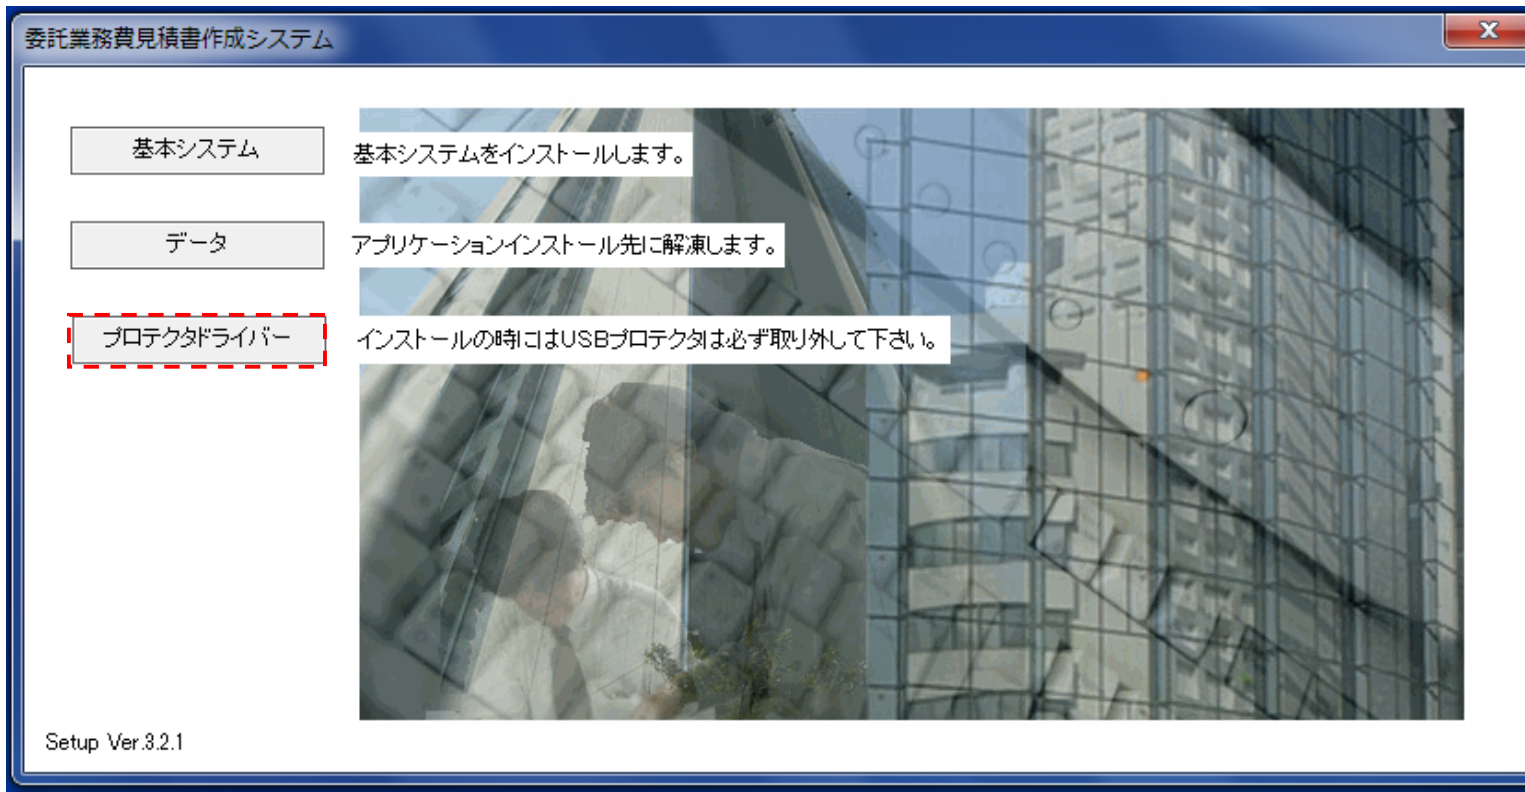 委託業務費見積書作成システム
基本システム
基本システムをインストールします。
データ
アプリケーションインストール先に解凍します。
プロテクタドライバー
インストールの時にはUSBプロテクタは必ず取り外して下さい。
Setup Ver.3.2.1